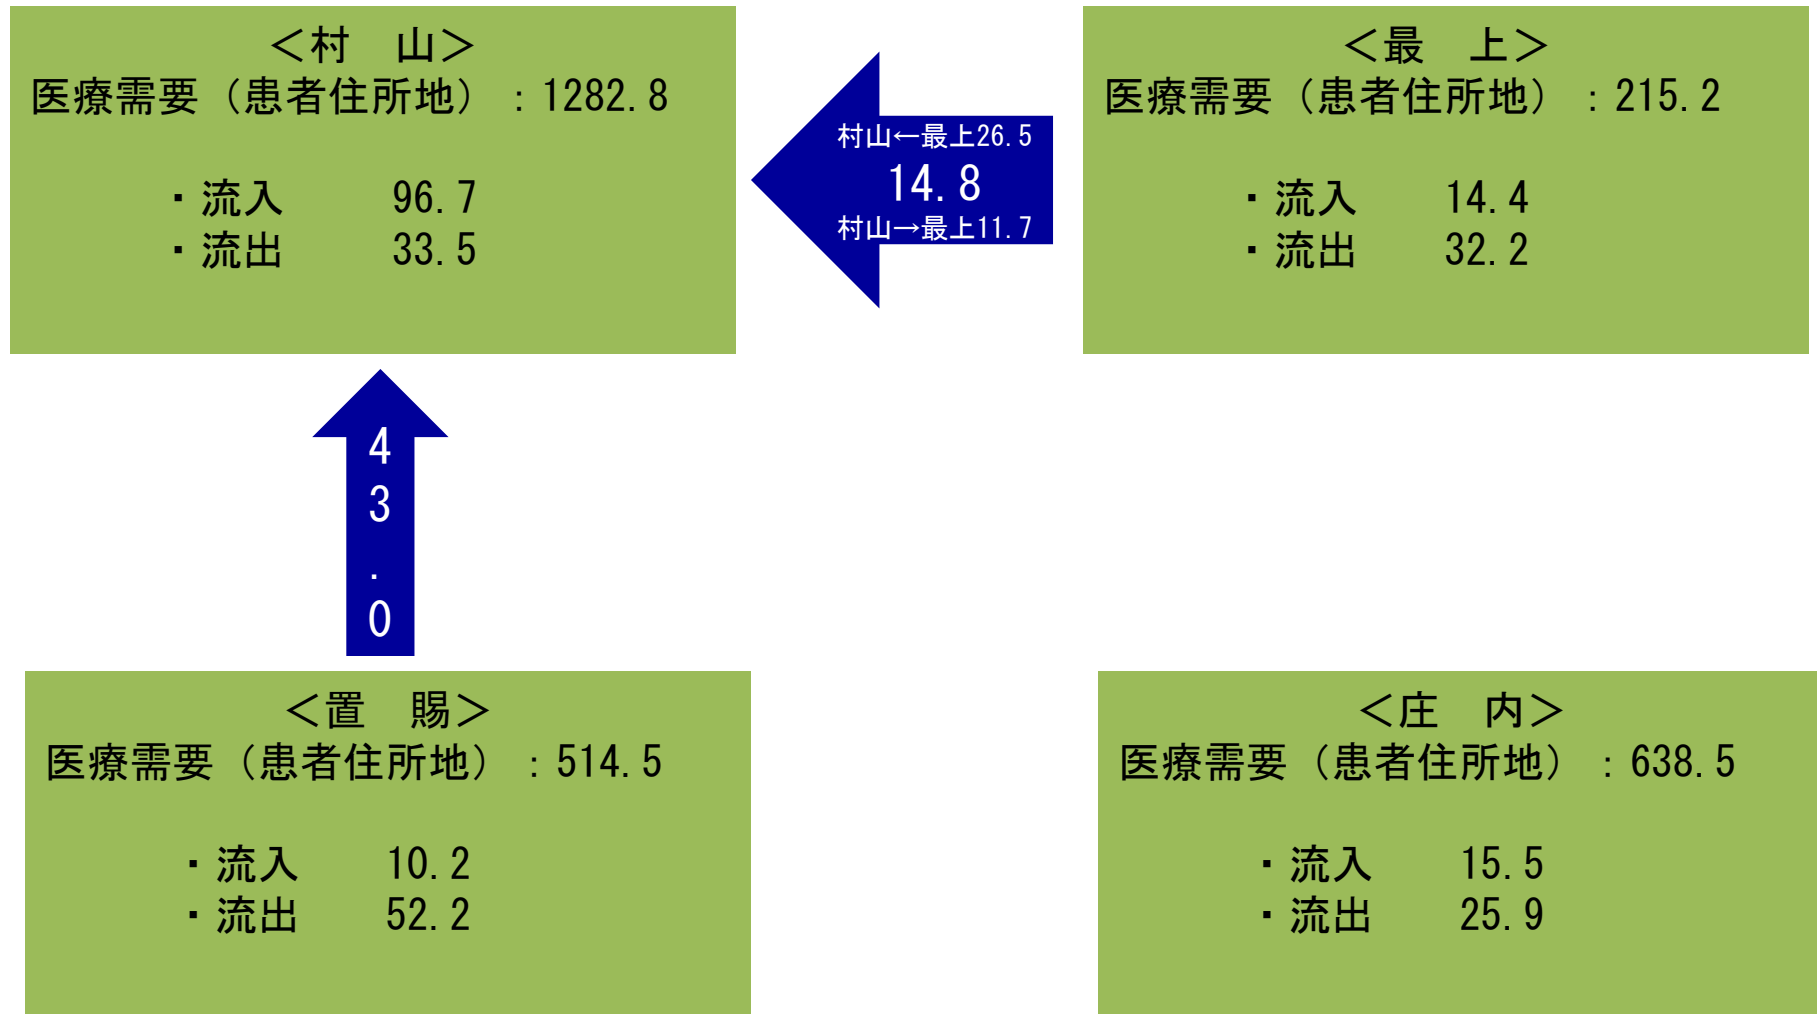 ＜村　山＞
医療需要（患者住所地）：1282.8
・流入　　96.7
・流出　　33.5
村山←最上26.5
14.8
村山→最上11.7
＜最　上＞
医療需要（患者住所地）：215.2
・流入　　14.4
・流出　　32.2
43.0
＜置　賜＞
医療需要（患者住所地）：514.5
・流入　　10.2
・流出　　52.2
＜庄　内＞
医療需要（患者住所地）：638.5
・流入　　15.5
・流出　　25.9